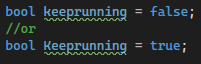 bool keeprunning = false;
//or
bool Keeprunning = true;